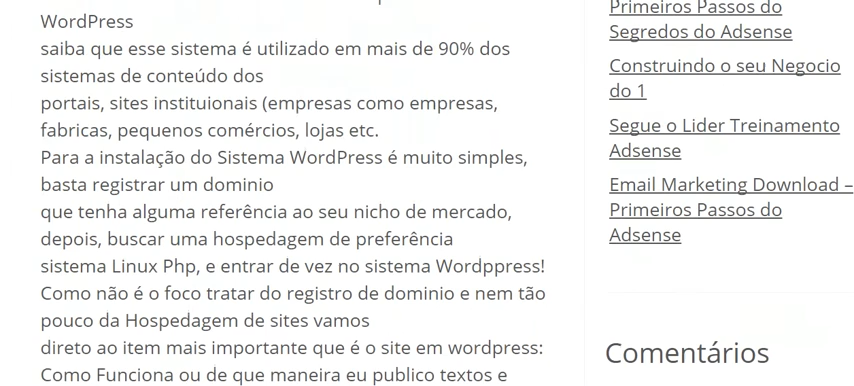 WordPress
saiba que esse sistema é utilizado em mais de 90% dos
sistemas de conteúdo dos
portais, sites instituionais (empresas como empresas,
fabricas, pequenos comércios, lojas etc.
Para a instalação do Sistema WordPress é muito simples,
basta registrar um dominio
que tenha alguma referência ao seu nicho de mercado,
depois, buscar uma hospedagem de preferência
sistema Linux Php, e entrar de vez no sistema Wordppress!
Como não é o foco tratar do registro de dominio e nem tão
pouco da Hospedagem de sites vamos
direto ao item mais importante que é o site em wordpress:
Como Funciona ou de que maneira eu publico textos e
Primeiros Passos do
Segredos do Adsense
Construindo o seu Negocio
do 1
Segue o Lider Treinamento
Adsense
Email Marketing Download –
Primeiros Passos do
Adsense
Comentários